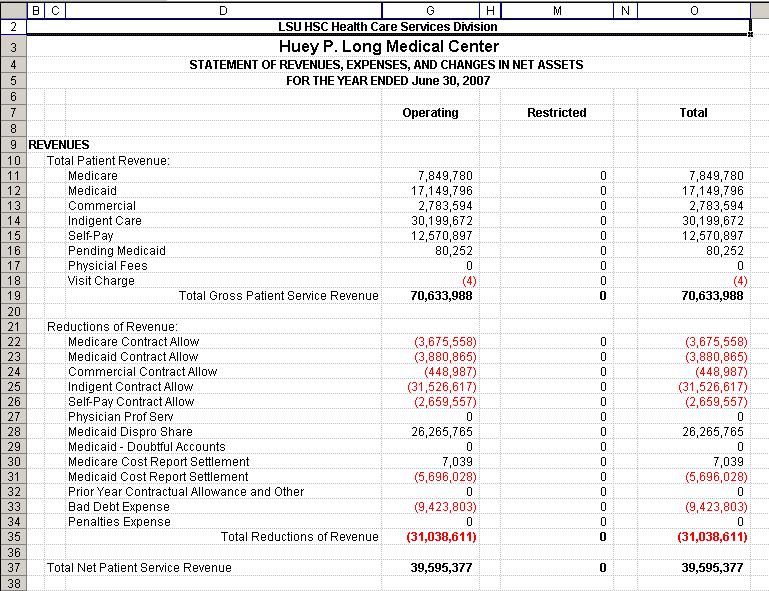 B C D G H M N O
2 LSU HSC Health Care Services Division
3 Huey P. Long Medical Center
4 STATEMENT OF REVENUES, EXPENSES, AND CHANGES IN NET ASSETS
5 FOR THE YEAR ENDED June 30, 2007
6
7 Operating Restricted Total
8
9 REVENUES
10 Total Patient Revenue:
11 Medicare 7,849,780 0 7,849,780
12 Medicaid 17,149,796 0 17,149,796
13 Commercial 2,783,594 0 2,783,594
14 Indigent Care 30,199,672 0 30,199,672
15 Self-Pay 12,570,897 0 12,570,897
16 Pending Medicaid 80,252 0 80,252
17 Physicial Fees 0 0 0
18 Visit Charge (4) 0 (4)
19 Total Gross Patient Service Revenue 70,633,988 0 70,633,988
20
21 Reductions of Revenue:
22 Medicare Contract Allow (3,675,558) 0 (3,675,558)
23 Medicaid Contract Allow (3,880,865) 0 (3,880,865)
24 Commercial Contract Allow (448,987) 0 (448,987)
25 Indigent Contract Allow (31,526,617) 0 (31,526,617)
26 Self-Pay Contract Allow (2,659,557) 0 (2,659,557)
27 Physician Prof Serv 0 0 0
28 Medicaid Dispro Share 26,265,765 0 26,265,765
29 Medicaid - Doubtful Accounts 0 0 0
30 Medicare Cost Report Settlement 7,039 0 7,039
31 Medicaid Cost Report Settlement (5,696,028) 0 (5,696,028)
32 Prior Year Contractual Allowance and Other 0 0 0
33 Bad Debt Expense (9,423,803) 0 (9,423,803)
34 Penalties Expense 0 0 0
35 Total Reductions of Revenue (31,038,611) 0 (31,038,611)
36
37 Total Net Patient Service Revenue 39,595,377 0 39,595,377
38